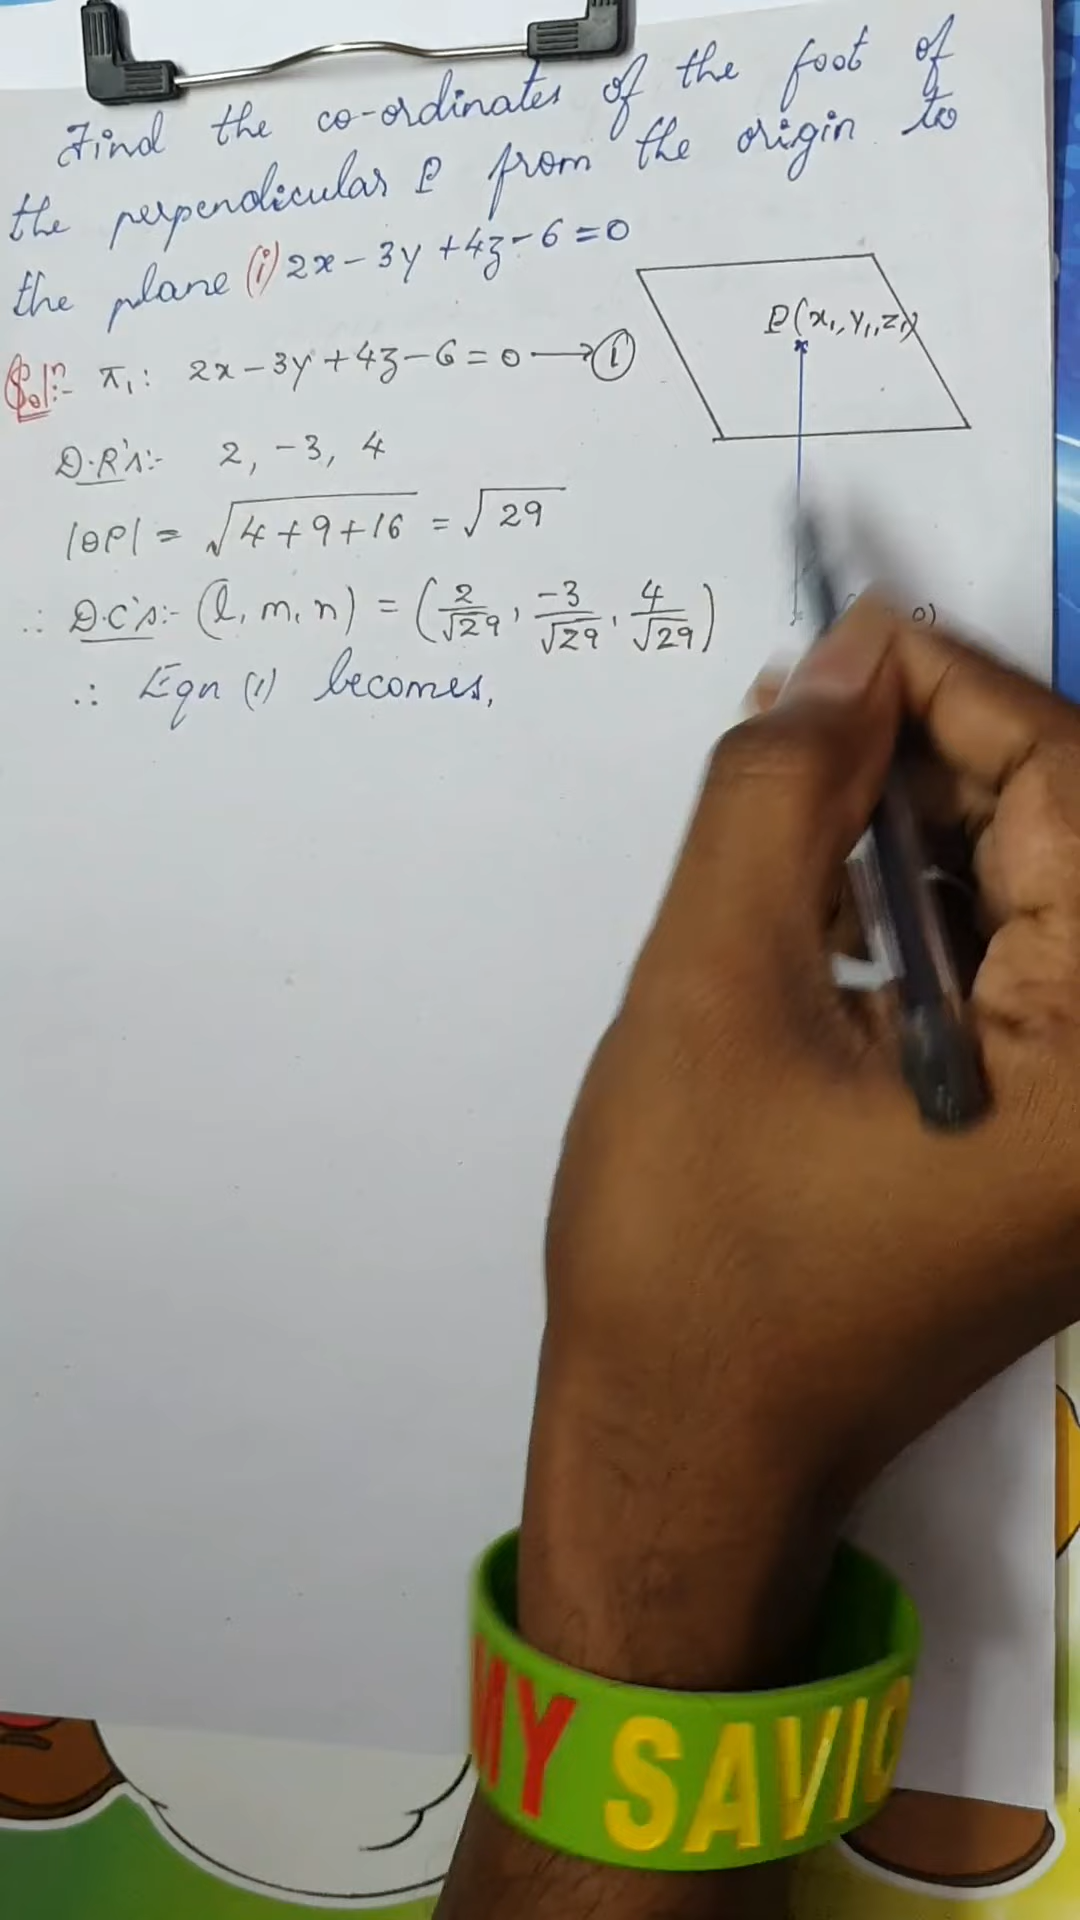 Find the co-ordinates of the foot of
the perpendicular P from the origin to
the plane (i) 2x - 3y + 4z - 6 = 0
P(x₁, y₁, z₁)
Solⁿ:- π₁: 2x - 3y + 4z - 6 = 0 → ①
D.R's:- 2, -3, 4
|OP| = √4+9+16 = √29
∴ D.C's:- (l, m, n) = (2/√29, -3/√29, 4/√29)
0)
∴ Eqn (1) becomes,
MY SAVIO